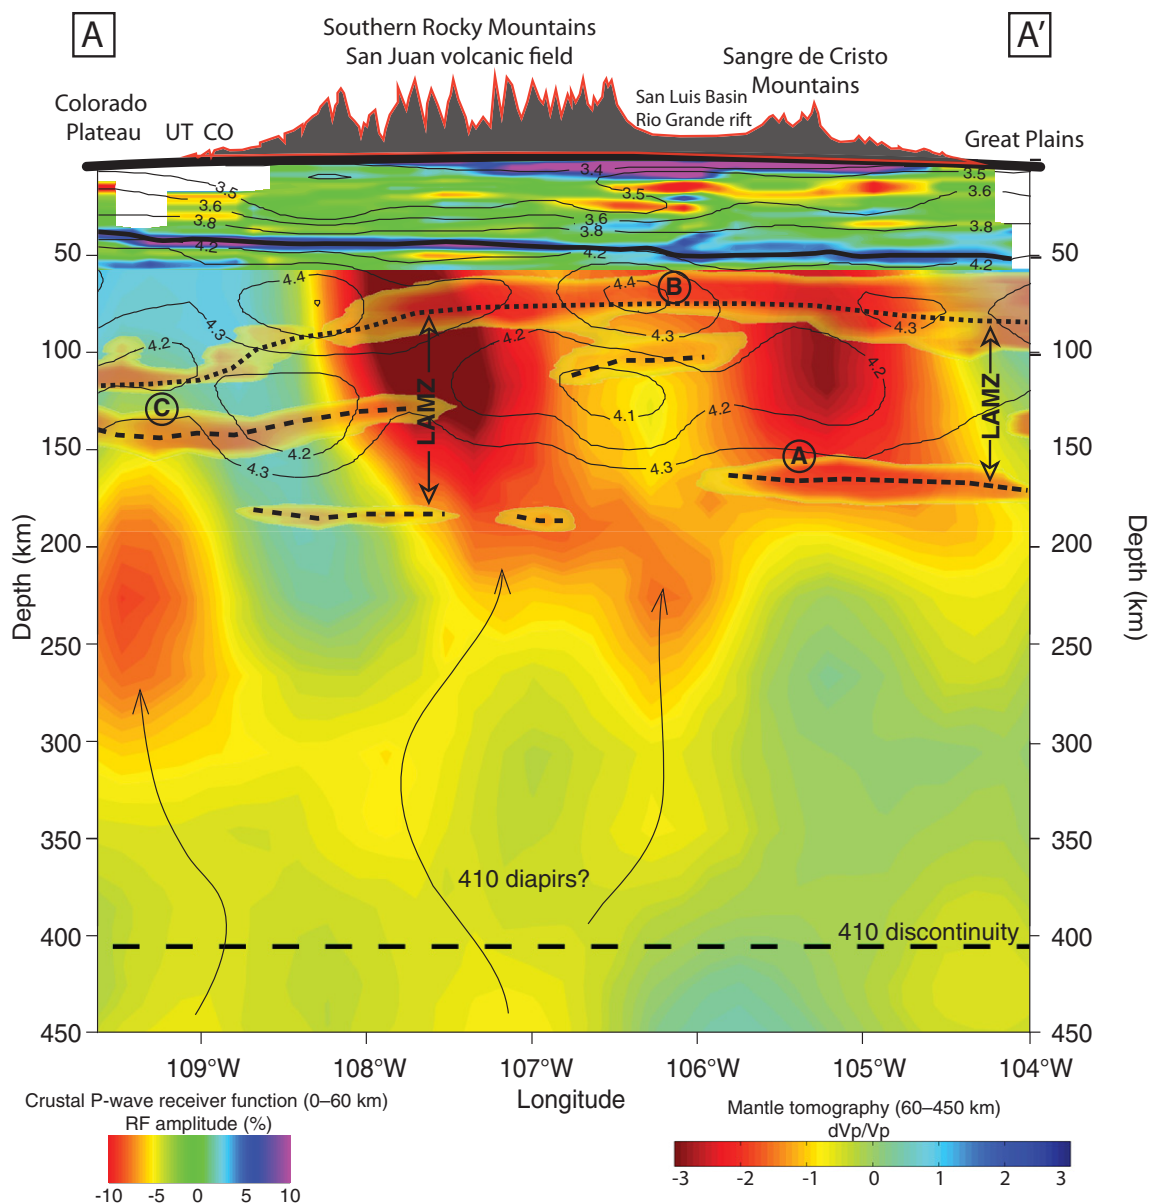 A
A'
Southern Rocky Mountains
San Juan volcanic field
Sangre de Cristo
Mountains
Colorado
Plateau
UT CO
San Luis Basin
Rio Grande rift
Great Plains
3.4
3.5
3.5
3.5
3.6
3.6
3.6
3.8
3.8
3.8
4.2
4.2
4.2
50
50
4.4
4.4
B
4.3
4.3
4.3
4.2
4.2
4.2
100
100
C
4.1
4.2
LAMZ
LAMZ
4.2
4.3
4.3
A
150
150
200
200
Depth (km)
Depth (km)
250
250
300
300
350
350
410 diapirs?
410 discontinuity
400
400
450
450
109°W
108°W
107°W
106°W
105°W
104°W
Longitude
Crustal P-wave receiver function (0–60 km)
RF amplitude (%)
-10
-5
0
5
10
Mantle tomography (60–450 km)
dVp/Vp
-3
-2
-1
0
1
2
3